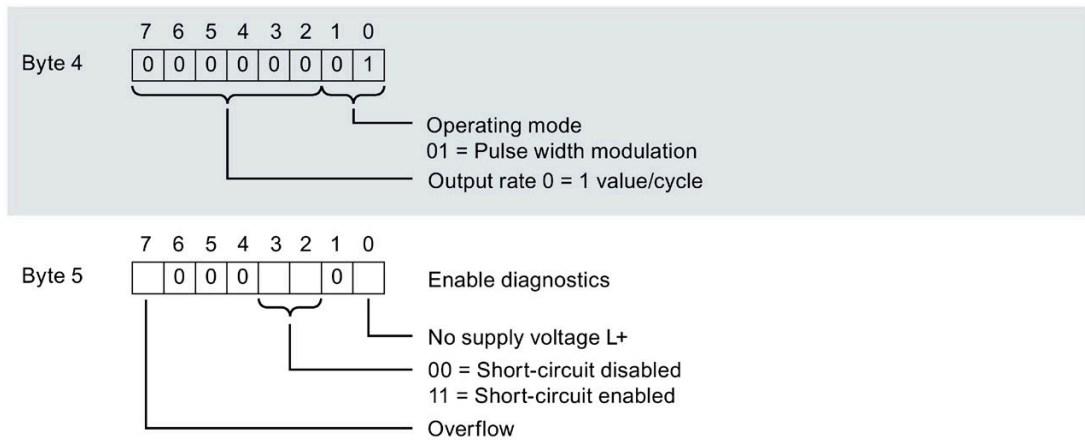 7 6 5 4 3 2 1 0
Byte 4 0 0 0 0 0 0 0 1
Operating mode
01 = Pulse width modulation
Output rate 0 = 1 value/cycle
7 6 5 4 3 2 1 0
Byte 5 0 0 0 0 Enable diagnostics
No supply voltage L+
00 = Short-circuit disabled
11 = Short-circuit enabled
Overflow